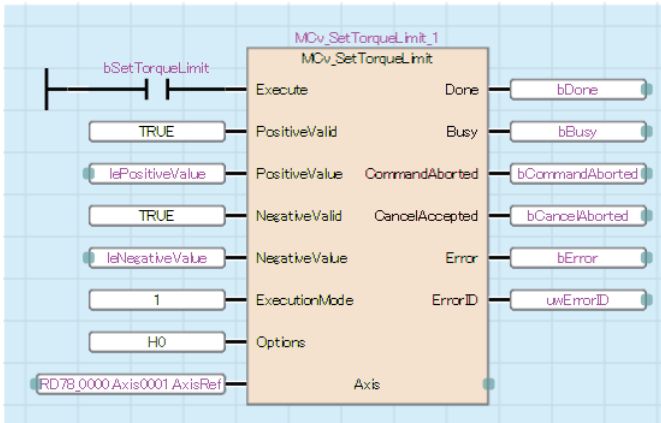 MCv_SetTorqueLimit_1
bSetTorqueLimit
MCv_SetTorqueLimit
Execute Done bDone
TRUE PositiveValid Busy bBusy
lePositiveValue PositiveValue CommandAborted bCommandAborted
TRUE NegativeValid CancelAccepted bCancelAborted
leNegativeValue NegativeValue Error bError
1 ExecutionMode ErrorID uwErrorID
H0 Options
RD78_0000.Axis0001.AxisRef Axis